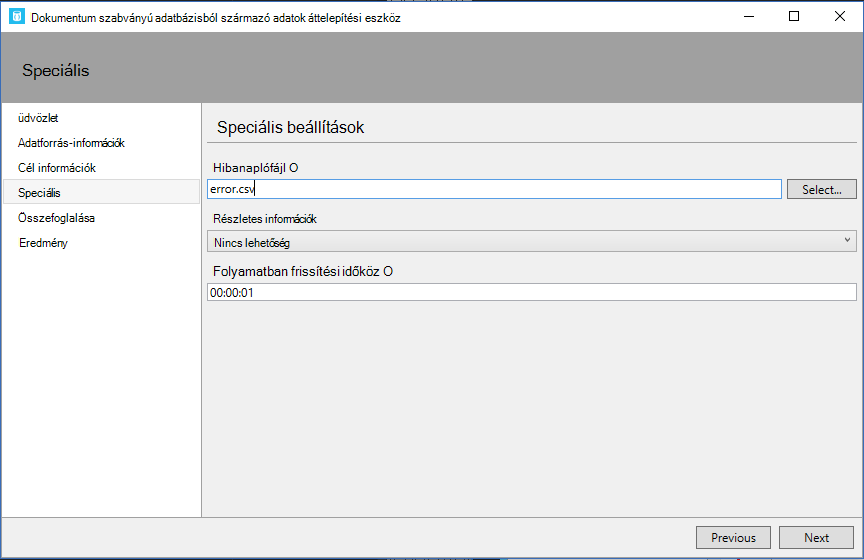 Dokumentum szabványú adatbázisból származó adatok áttelepítési eszköz
Speciális
üdvözlet
Adatforrás-információk
Cél információk
Speciális
Összefoglalása
Eredmény
Speciális beállítások
Hibanaplófájl O
error.csv
Select...
Részletes információk
Nincs lehetőség
Folyamatban frissítési időköz O
00:00:01
Previous
Next